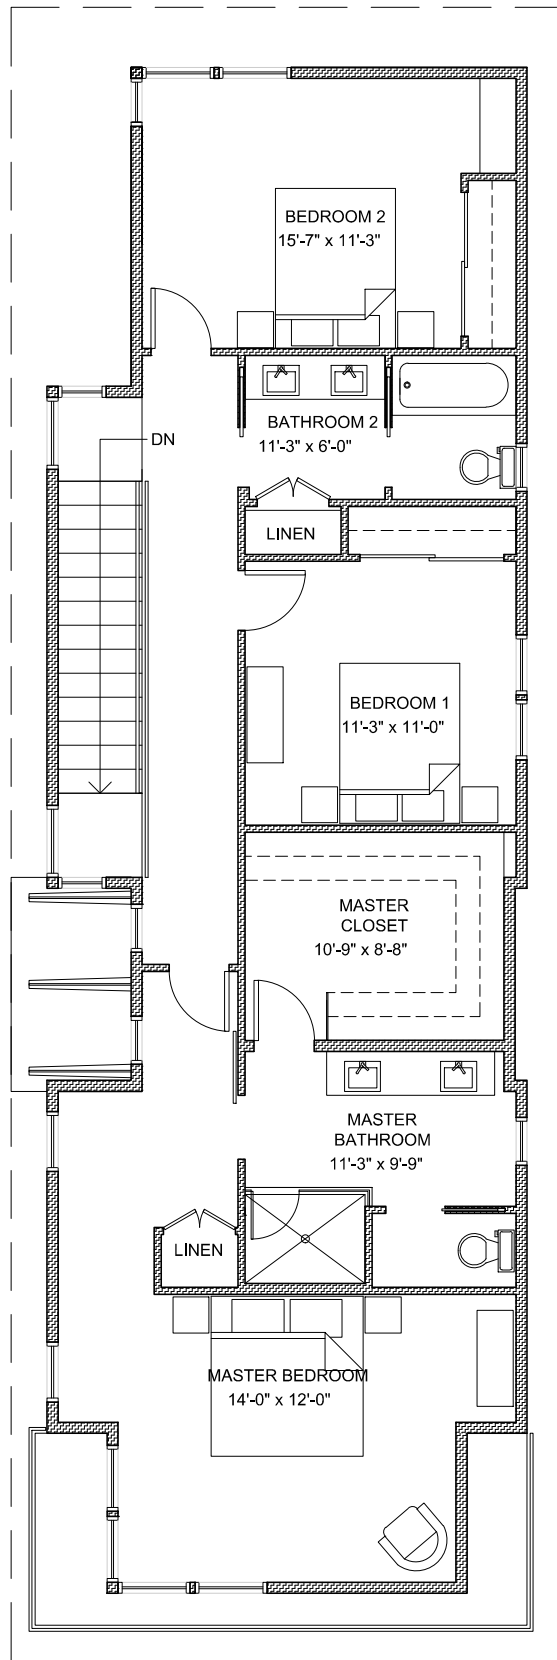 BEDROOM 2
15'-7" x 11'-3"
DN
BATHROOM 2
11'-3" x 6'-0"
LINEN
BEDROOM 1
11'-3" x 11'-0"
MASTER
CLOSET
10'-9" x 8'-8"
MASTER
BATHROOM
11'-3" x 9'-9"
LINEN
MASTER BEDROOM
14'-0" x 12'-0"